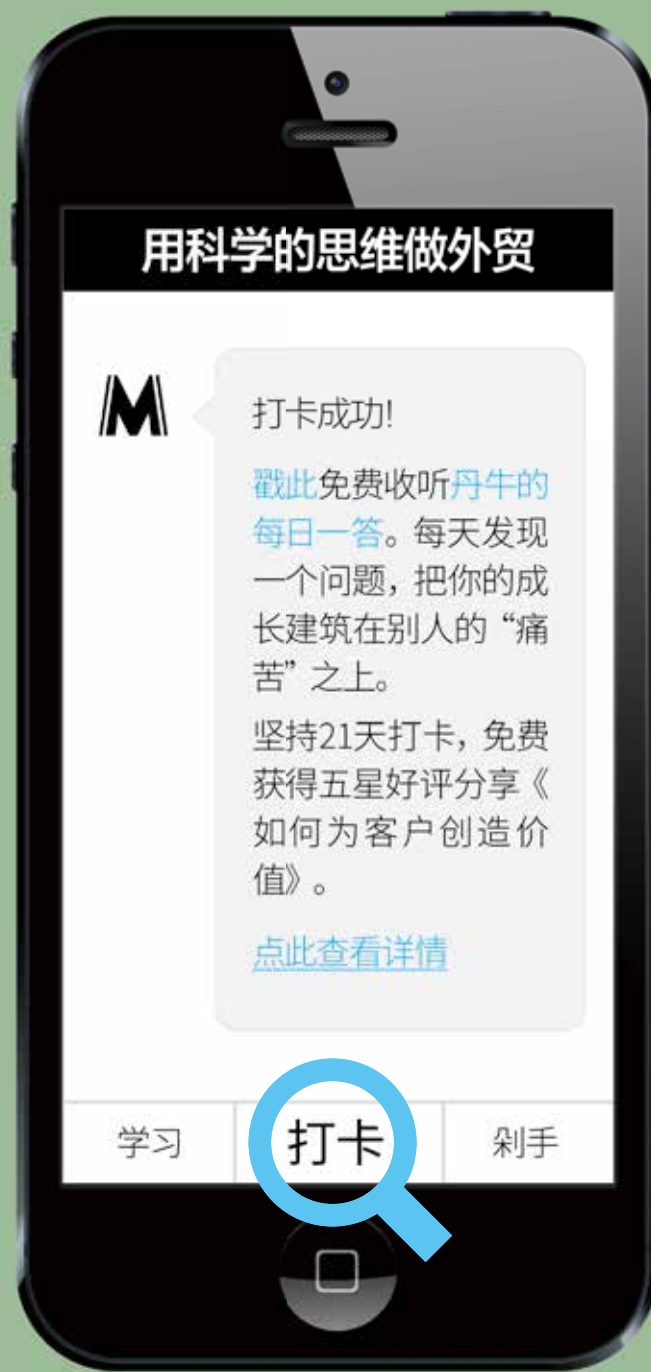 用科学的思维做外贸
M
打卡成功!
戳此免费收听丹牛的
每日一答。每天发现
一个问题，把你的成
长建筑在别人的“痛
苦”之上。
坚持21天打卡，免费
获得五星好评分享《
如何为客户创造价
值》。
点此查看详情
学习 打卡 剁手